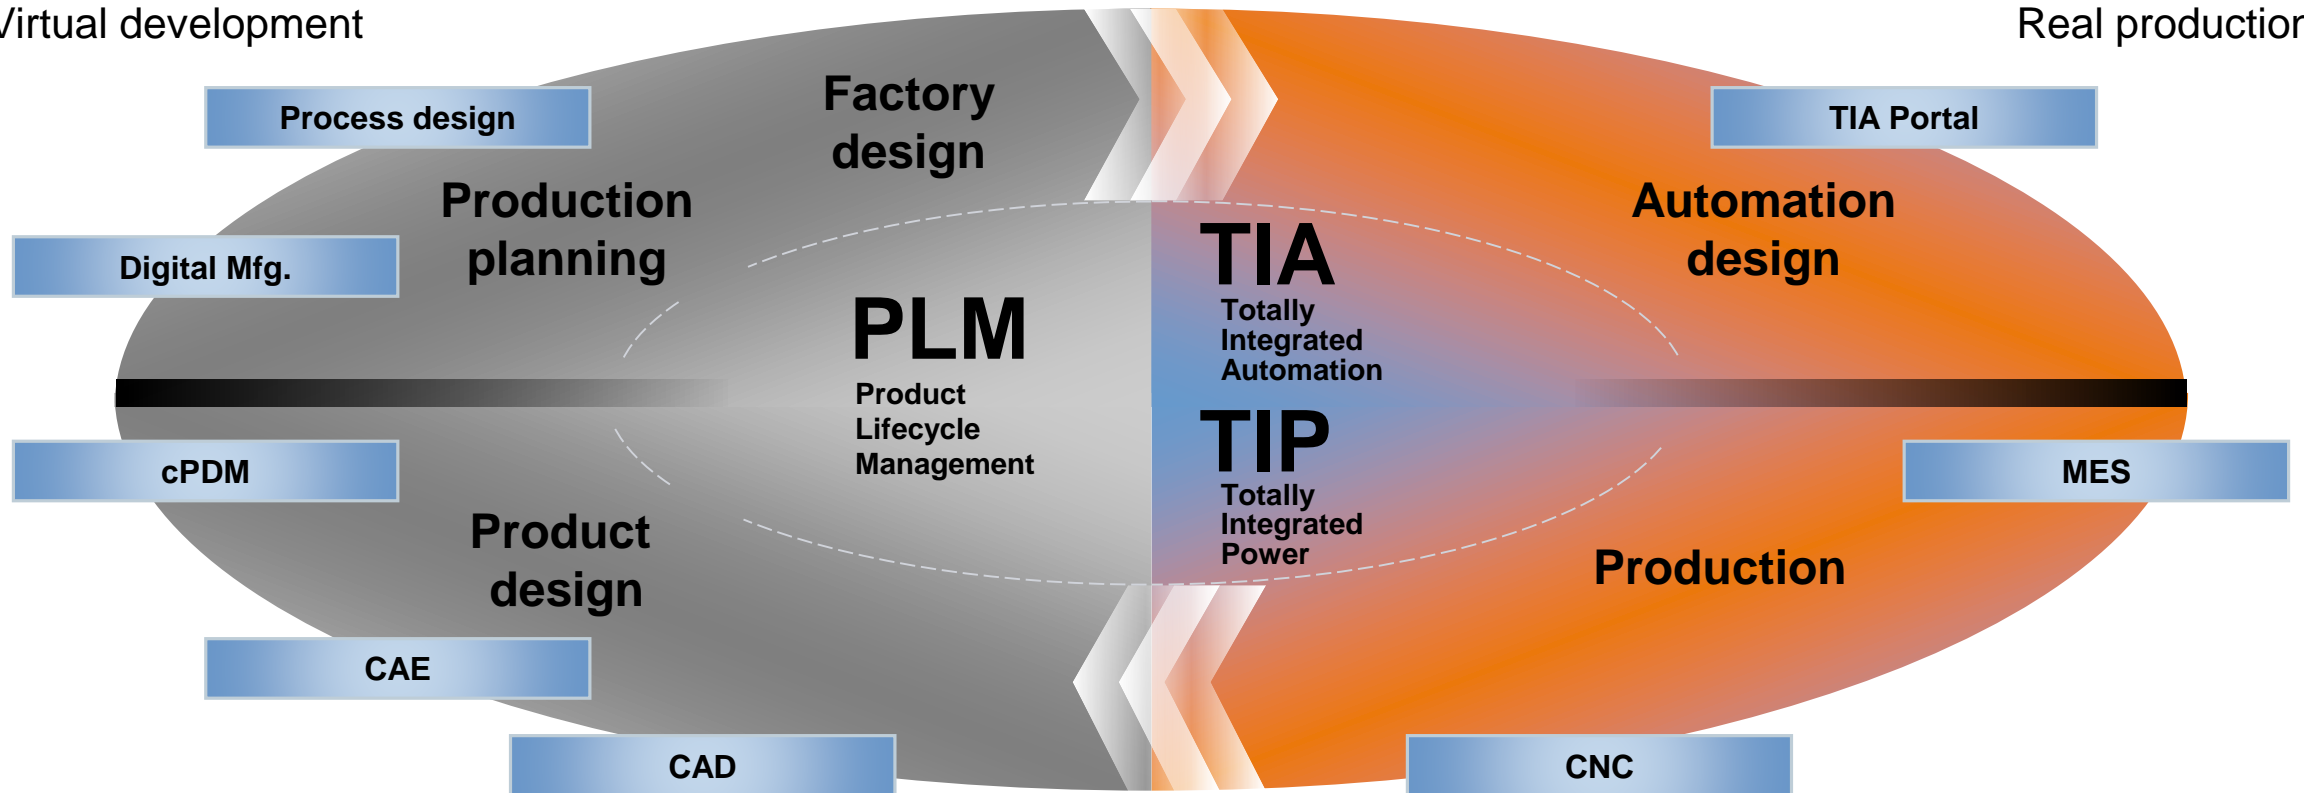 Virtual development
Real production
Process design
Factory
design
TIA Portal
Production
planning
Automation
design
Digital Mfg.
PLM
Product
Lifecycle
Management
TIA
Totally
Integrated
Automation
TIP
Totally
Integrated
Power
cPDM
MES
Product
design
Production
CAE
CAD
CNC